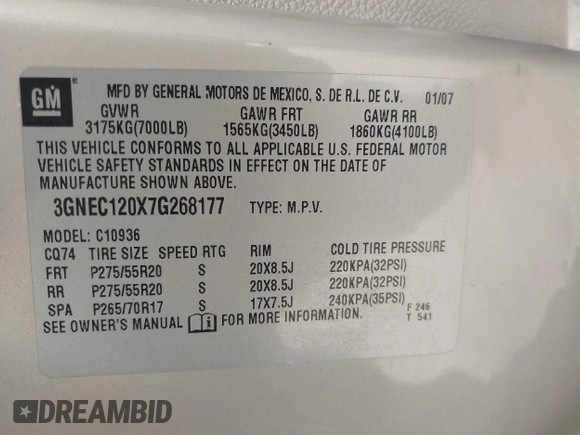 GM
MFD BY GENERAL MOTORS DE MEXICO, S. DE R.L. DE C.V. 01/07
GVWR GAWR FRT GAWR RR
3175KG(7000LB) 1565KG(3450LB) 1860KG(4100LB)
THIS VEHICLE CONFORMS TO ALL APPLICABLE U.S. FEDERAL MOTOR
VEHICLE SAFETY STANDARDS IN EFFECT ON THE DATE OF
MANUFACTURE SHOWN ABOVE.
3GNEC120X7G268177 TYPE: M.P.V.
MODEL: C10936
CQ74 TIRE SIZE SPEED RTG RIM COLD TIRE PRESSURE
FRT P275/55R20 S 20X8.5J 220KPA(32PSI)
RR P275/55R20 S 20X8.5J 220KPA(32PSI)
SPA P265/70R17 S 17X7.5J 240KPA(35PSI)
SEE OWNER'S MANUAL FOR MORE INFORMATION. F 246
T 541
DREAMBID